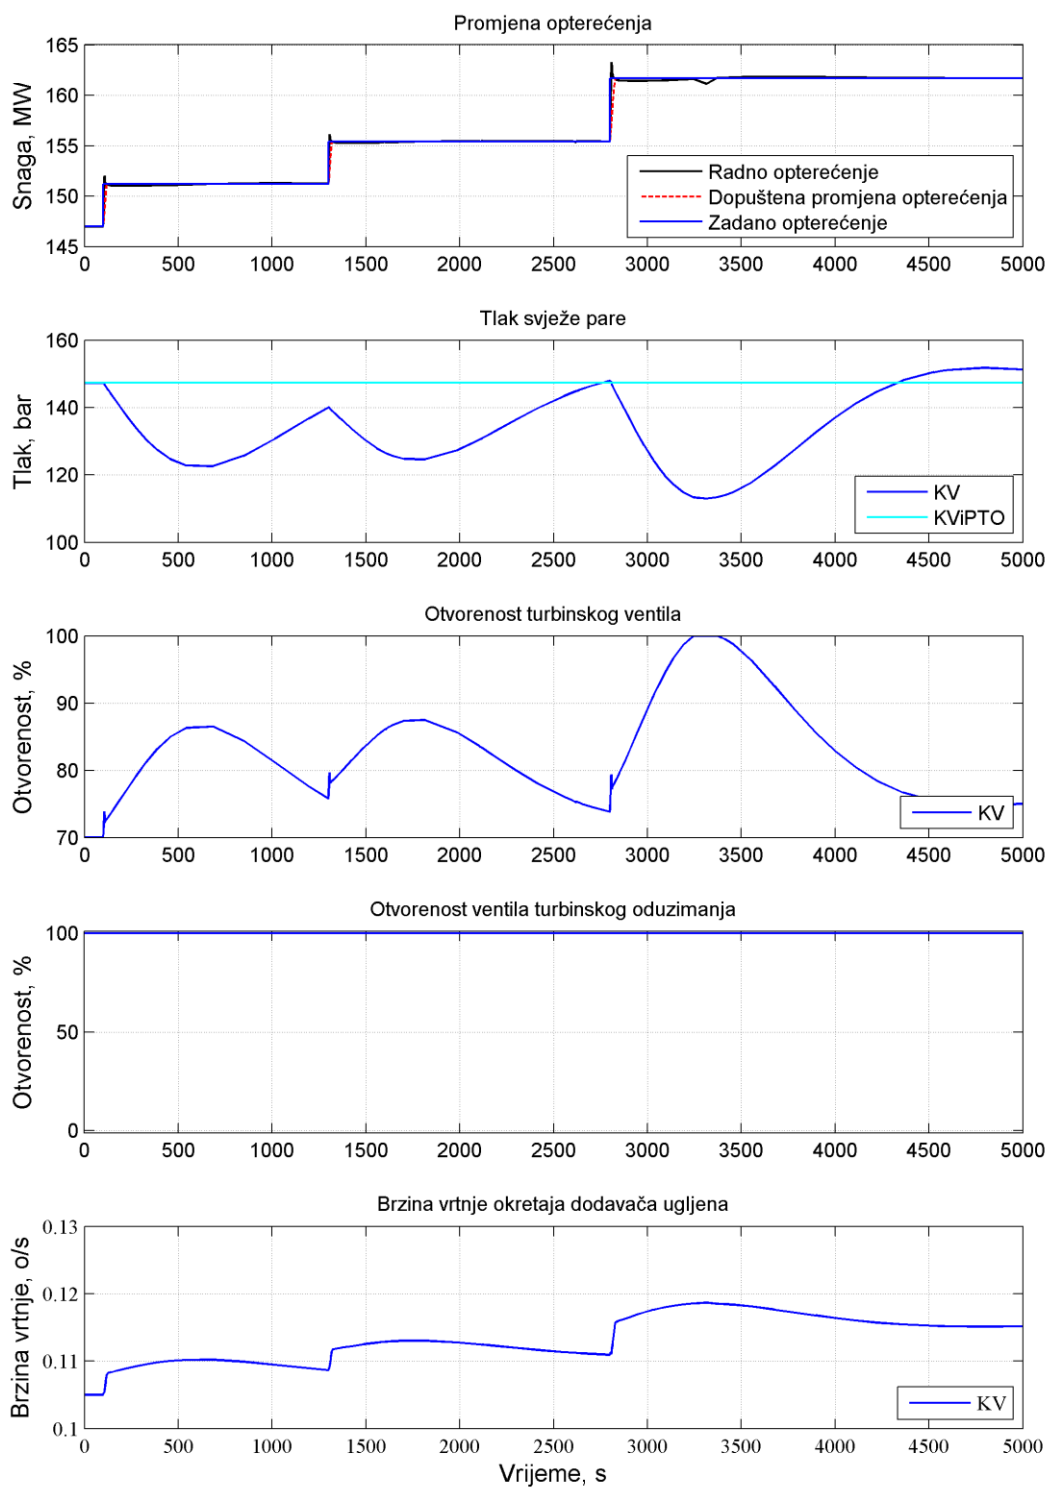 Promjena opterećenja
Snaga, MW
165
160
155
150
145
Radno opterećenje
Dopuštena promjena opterećenja
Zadano opterećenje
0 500 1000 1500 2000 2500 3000 3500 4000 4500 5000
Tlak svježe pare
Tlak, bar
160
140
120
100
KV
KViPTO
0 500 1000 1500 2000 2500 3000 3500 4000 4500 5000
Otvorenost turbinskog ventila
Otvorenost, %
100
90
80
70
KV
0 500 1000 1500 2000 2500 3000 3500 4000 4500 5000
Otvorenost ventila turbinskog oduzimanja
Otvorenost, %
100
50
0
0 500 1000 1500 2000 2500 3000 3500 4000 4500 5000
Brzina vrtnje okretaja dodavača ugljena
Brzina vrtnje, o/s
0.13
0.12
0.11
0.1
KV
0 500 1000 1500 2000 2500 3000 3500 4000 4500 5000
Vrijeme, s